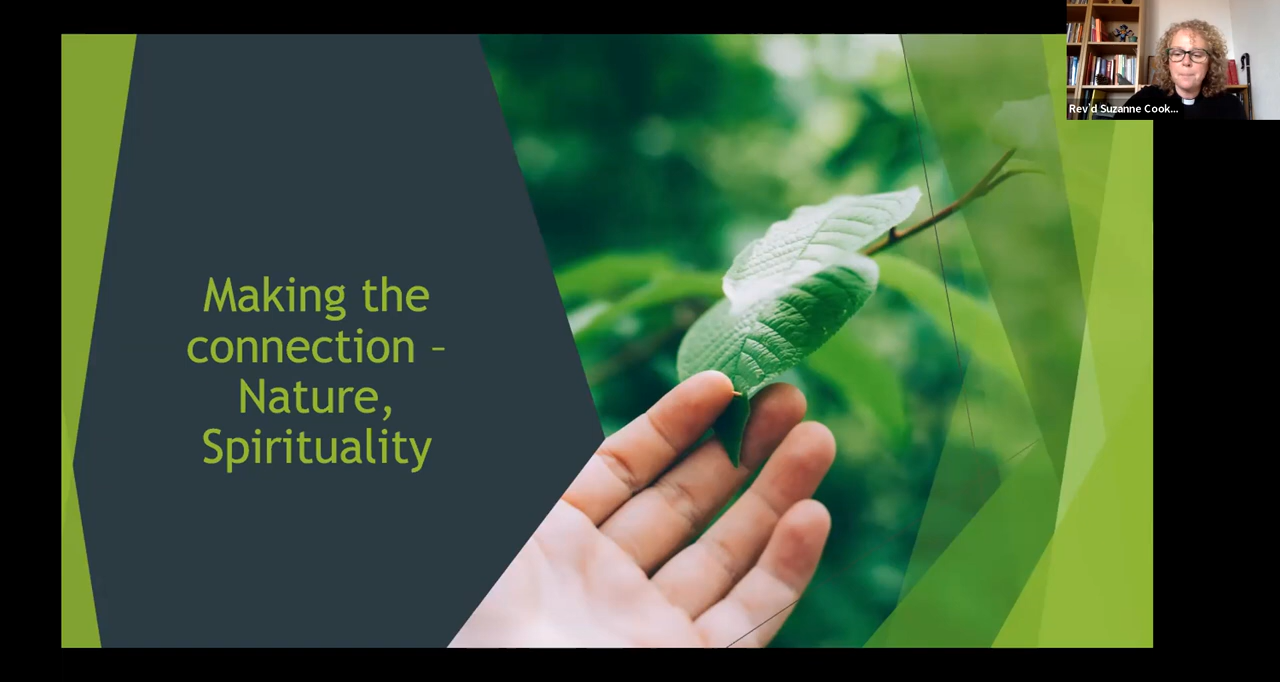 Making the
connection –
Nature,
Spirituality
Rev'd Suzanne Cook...